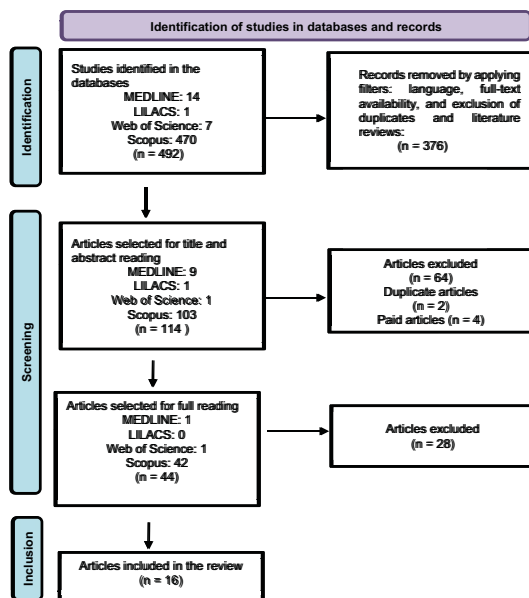 Identification of studies in databases and records
Identification
Studies identified in the
databases
MEDLINE: 14
LILACS: 1
Web of Science: 7
Scopus: 470
(n = 492)
Records removed by applying
filters: language, full-text
availability, and exclusion of
duplicates and literature
reviews:
(n = 376)
Screening
Articles selected for title and
abstract reading
MEDLINE: 9
LILACS: 1
Web of Science: 1
Scopus: 103
(n = 114 )
Articles excluded
(n = 64)
Duplicate articles
(n = 2)
Paid articles (n = 4)
Articles selected for full reading
MEDLINE: 1
LILACS: 0
Web of Science: 1
Scopus: 42
(n = 44)
Articles excluded
(n = 28)
Inclusion
Articles included in the review
(n = 16)